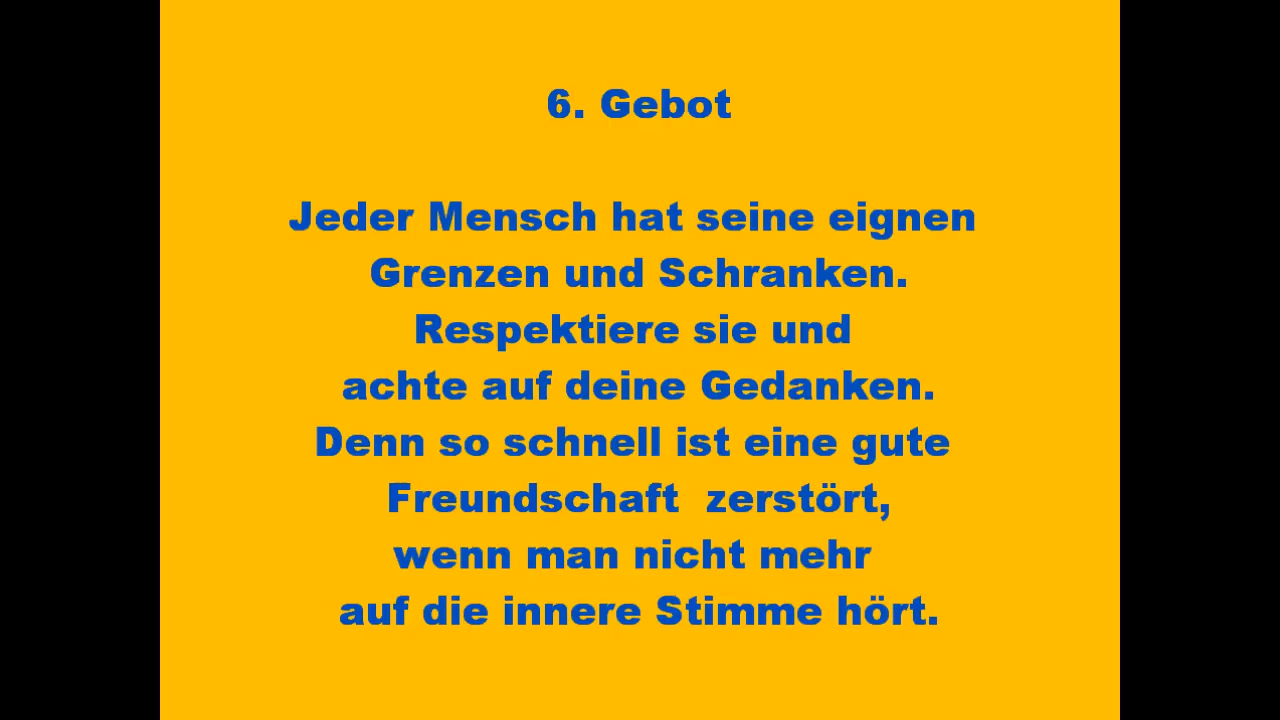 6. Gebot
Jeder Mensch hat seine eignen
Grenzen und Schranken.
Respektiere sie und
achte auf deine Gedanken.
Denn so schnell ist eine gute
Freundschaft  zerstört,
wenn man nicht mehr
auf die innere Stimme hört.